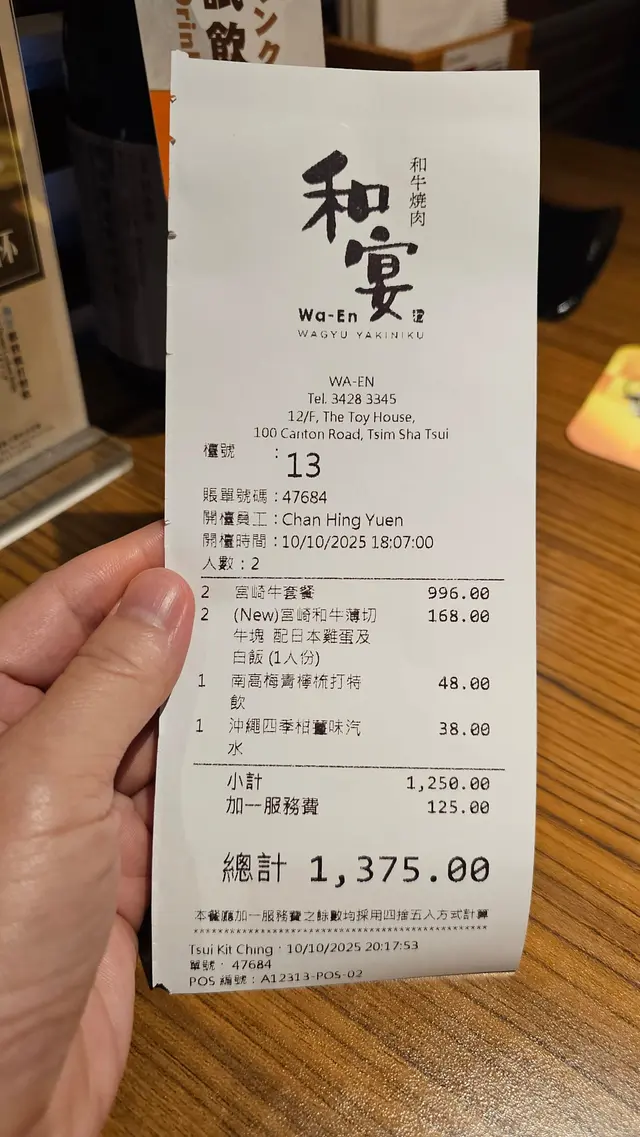 試飲
ンク
Drin
杯
和牛燒肉
和宴
Wa-En
WAGYU YAKINIKU
WA-EN
Tel. 3428 3345
12/F, The Toy House,
100 Canton Road, Tsim Sha Tsui
檯號 : 13
賬單號碼 : 47684
開檯員工 : Chan Hing Yuen
開檯時間 : 10/10/2025 18:07:00
人數 : 2
2 宮崎牛套餐 996.00
2 (New)宮崎和牛薄切 168.00
牛塊 配日本雞蛋及
白飯 (1人份)
1 南高梅青檸梳打特 48.00
飲
1 沖繩四季柑薑味汽 38.00
水
小計 1,250.00
加一服務費 125.00
總計 1,375.00
本餐廳加一服務費之餘數均採用四捨五入方式計算
Tsui Kit Ching : 10/10/2025 20:17:53
單號 : 47684
POS 編號 : A12313-POS-02